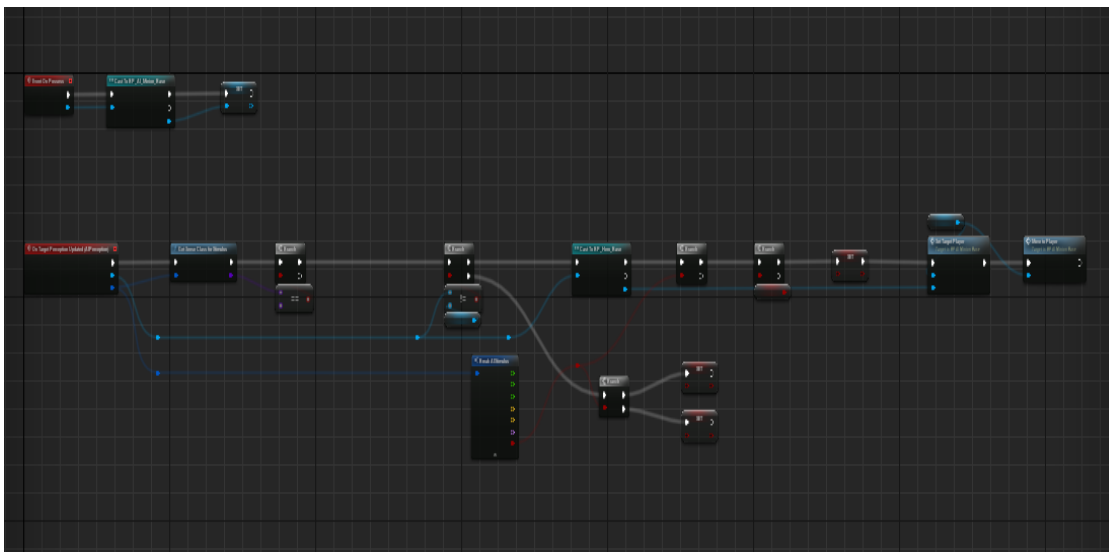 Event On Possess
Cast To BP_AI_Minion_Base
SET
On Target Perception Updated (AIPerception)
Get Sense Class for Stimulus
Branch
==
Branch
!=
Cast To BP_Hero_Base
Branch
Branch
SET
Set Target Player
Move to Player
Break AIStimulus
Branch
SET
SET